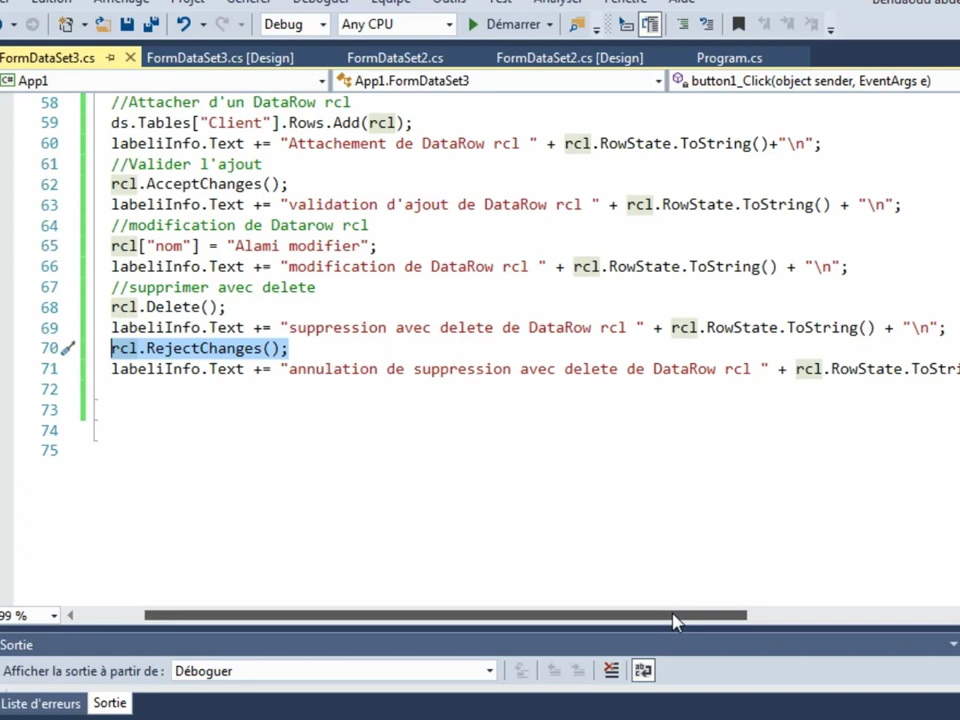 Debug Any CPU Démarrer
FormDataSet3.cs FormDataSet3.cs [Design] FormDataSet2.cs FormDataSet2.cs [Design] Program.cs
App1 App1.FormDataSet3 button1_Click(object sender, EventArgs e)
58 //Attacher d'un DataRow rcl
59 ds.Tables["Client"].Rows.Add(rcl);
60 labeliInfo.Text += "Attachement de DataRow rcl " + rcl.RowState.ToString()+"\n";
61 //Valider l'ajout
62 rcl.AcceptChanges();
63 labeliInfo.Text += "validation d'ajout de DataRow rcl " + rcl.RowState.ToString() + "\n";
64 //modification de Datarow rcl
65 rcl["nom"] = "Alami modifier";
66 labeliInfo.Text += "modification de DataRow rcl " + rcl.RowState.ToString() + "\n";
67 //supprimer avec delete
68 rcl.Delete();
69 labeliInfo.Text += "suppression avec delete de DataRow rcl " + rcl.RowState.ToString() + "\n";
70 rcl.RejectChanges();
71 labeliInfo.Text += "annulation de suppression avec delete de DataRow rcl " + rcl.RowState.ToStri
72
73
74
75
99 %
Sortie
Afficher la sortie à partir de : Déboguer
Liste d'erreurs Sortie